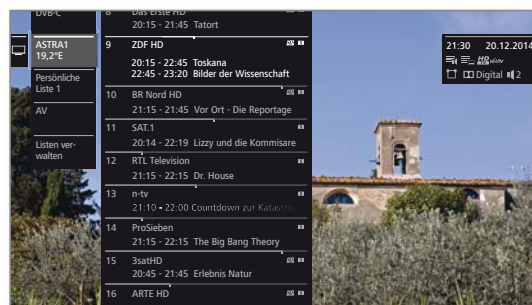 DVB-C
ASTRA1
19,2°E
Persönliche
Liste 1
AV
Listen ver-
walten
8 Das Erste HD
20:15 - 21:45 Tatort
9 ZDF HD
20:15 - 22:45 Toskana
22:45 - 23:20 Bilder der Wissenschaft
10 BR Nord HD
21:15 - 21:45 Vor Ort - Die Reportage
11 SAT.1
20:14 - 22:19 Lizzy und die Kommisare
12 RTL Television
21:15 - 22:15 Dr. House
13 n-tv
21:10 - 22:00 Countdown zur Katastrop
14 ProSieben
21:15 - 22:15 The Big Bang Theory
15 3satHD
20:45 - 21:45 Erlebnis Natur
16 ARTE HD
21:30 20.12.2014
Digital 2